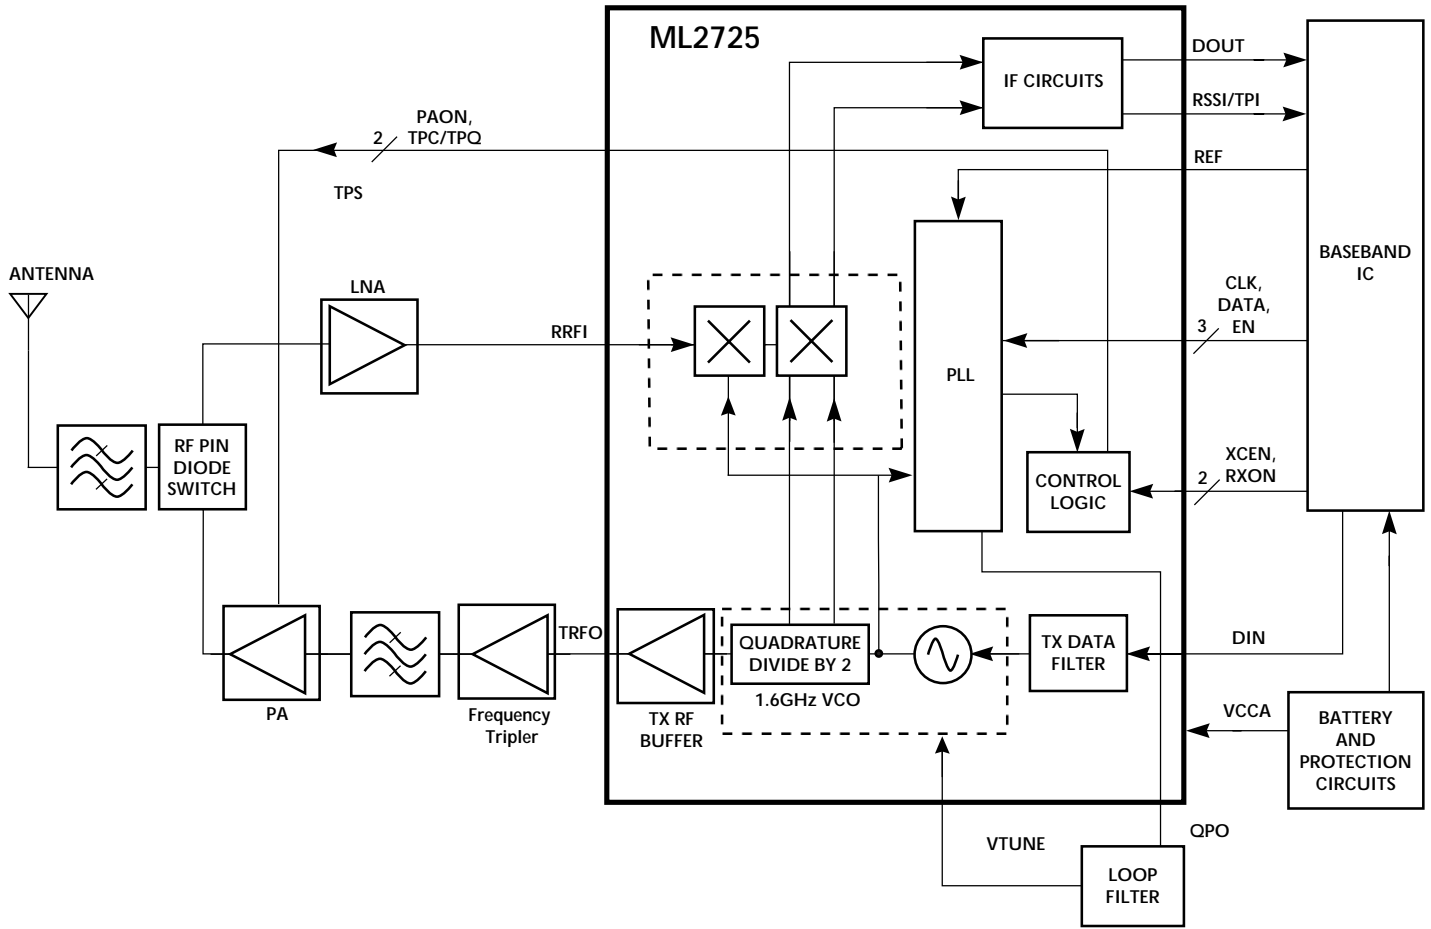 ML2725
DOUT
IF CIRCUITS
RSSI/TPI
PAON,
TPC/TPQ
2
REF
TPS
BASEBAND
IC
ANTENNA
LNA
CLK,
DATA,
EN
3
RRFI
PLL
RF PIN
DIODE
SWITCH
XCEN,
RXON
2
CONTROL
LOGIC
TRFO
QUADRATURE
DIVIDE BY 2
TX DATA
FILTER
DIN
1.6GHz VCO
PA
Frequency
Tripler
TX RF
BUFFER
VCCA
BATTERY
AND
PROTECTION
CIRCUITS
VTUNE
QPO
LOOP
FILTER